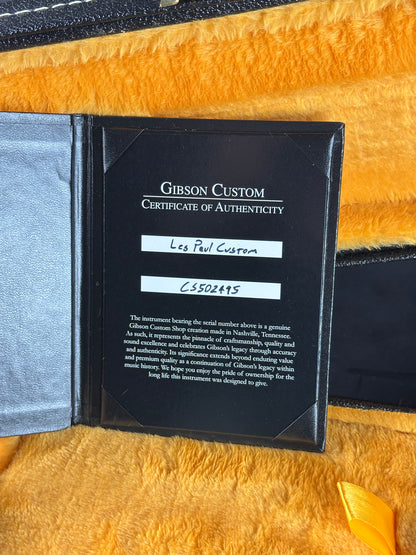 GIBSON CUSTOM
CERTIFICATE OF AUTHENTICITY
Les Paul Custom
CS502495
The instrument bearing the serial number above is a genuine
Gibson Custom Shop creation made in Nashville, Tennessee.
As such, it represents the pinnacle of craftsmanship, quality and
sound excellence and celebrates Gibson's legacy through accuracy
and authenticity. Its significance extends beyond enduring value
and premium quality as a continuation of Gibson's legacy within
music history. We hope you enjoy the pride of ownership for the
long life this instrument was designed to give.